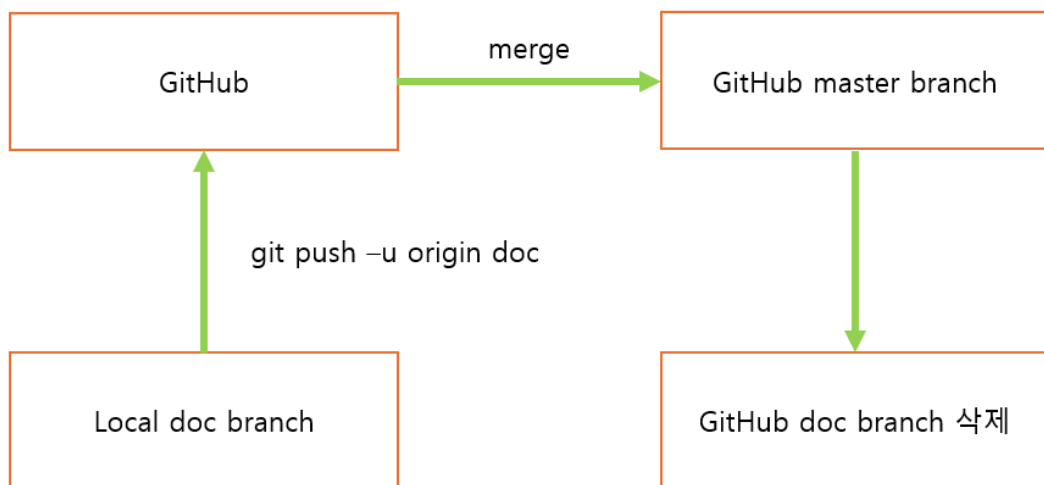 merge
GitHub
GitHub master branch
git push –u origin doc
Local doc branch
GitHub doc branch 삭제